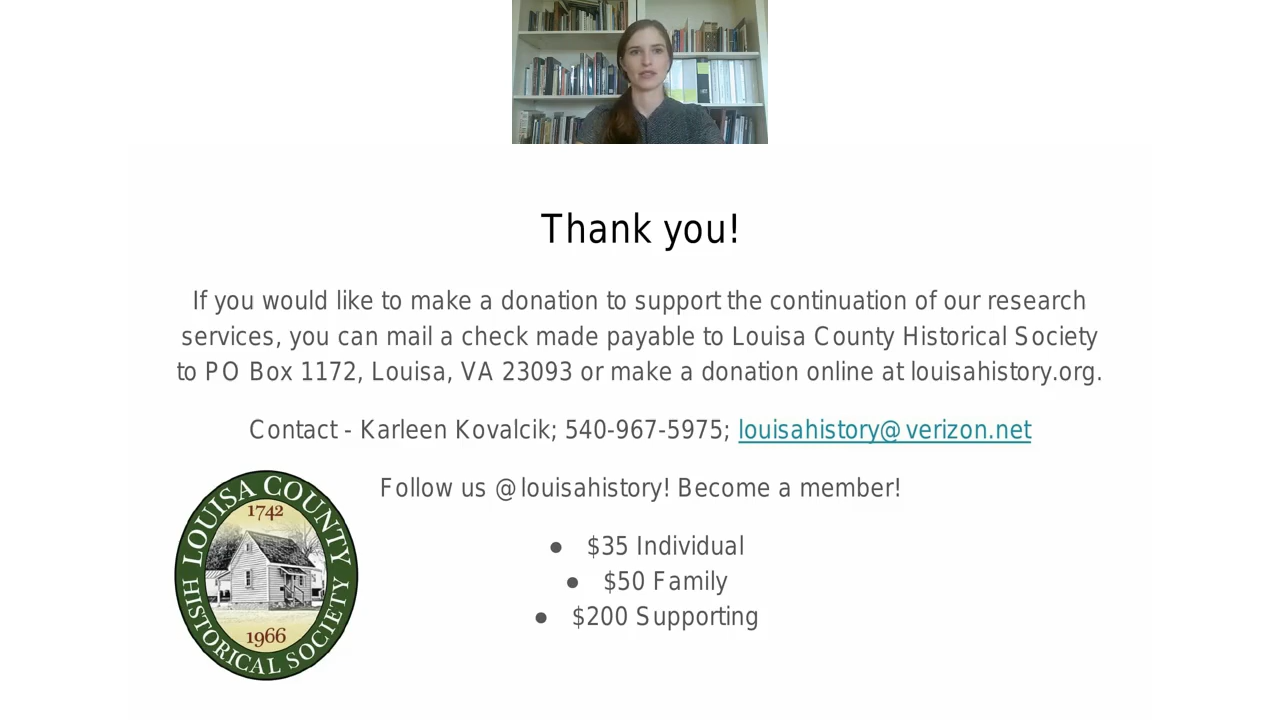 Thank you!
If you would like to make a donation to support the continuation of our research
services, you can mail a check made payable to Louisa County Historical Society
to PO Box 1172, Louisa, VA 23093 or make a donation online at louisahistory.org.
Contact - Karleen Kovalcik; 540-967-5975; louisahistory@verizon.net
Follow us @louisahistory! Become a member!
● $35 Individual
● $50 Family
● $200 Supporting
LOUISA COUNTY
1742
1966
HISTORICAL SOCIETY